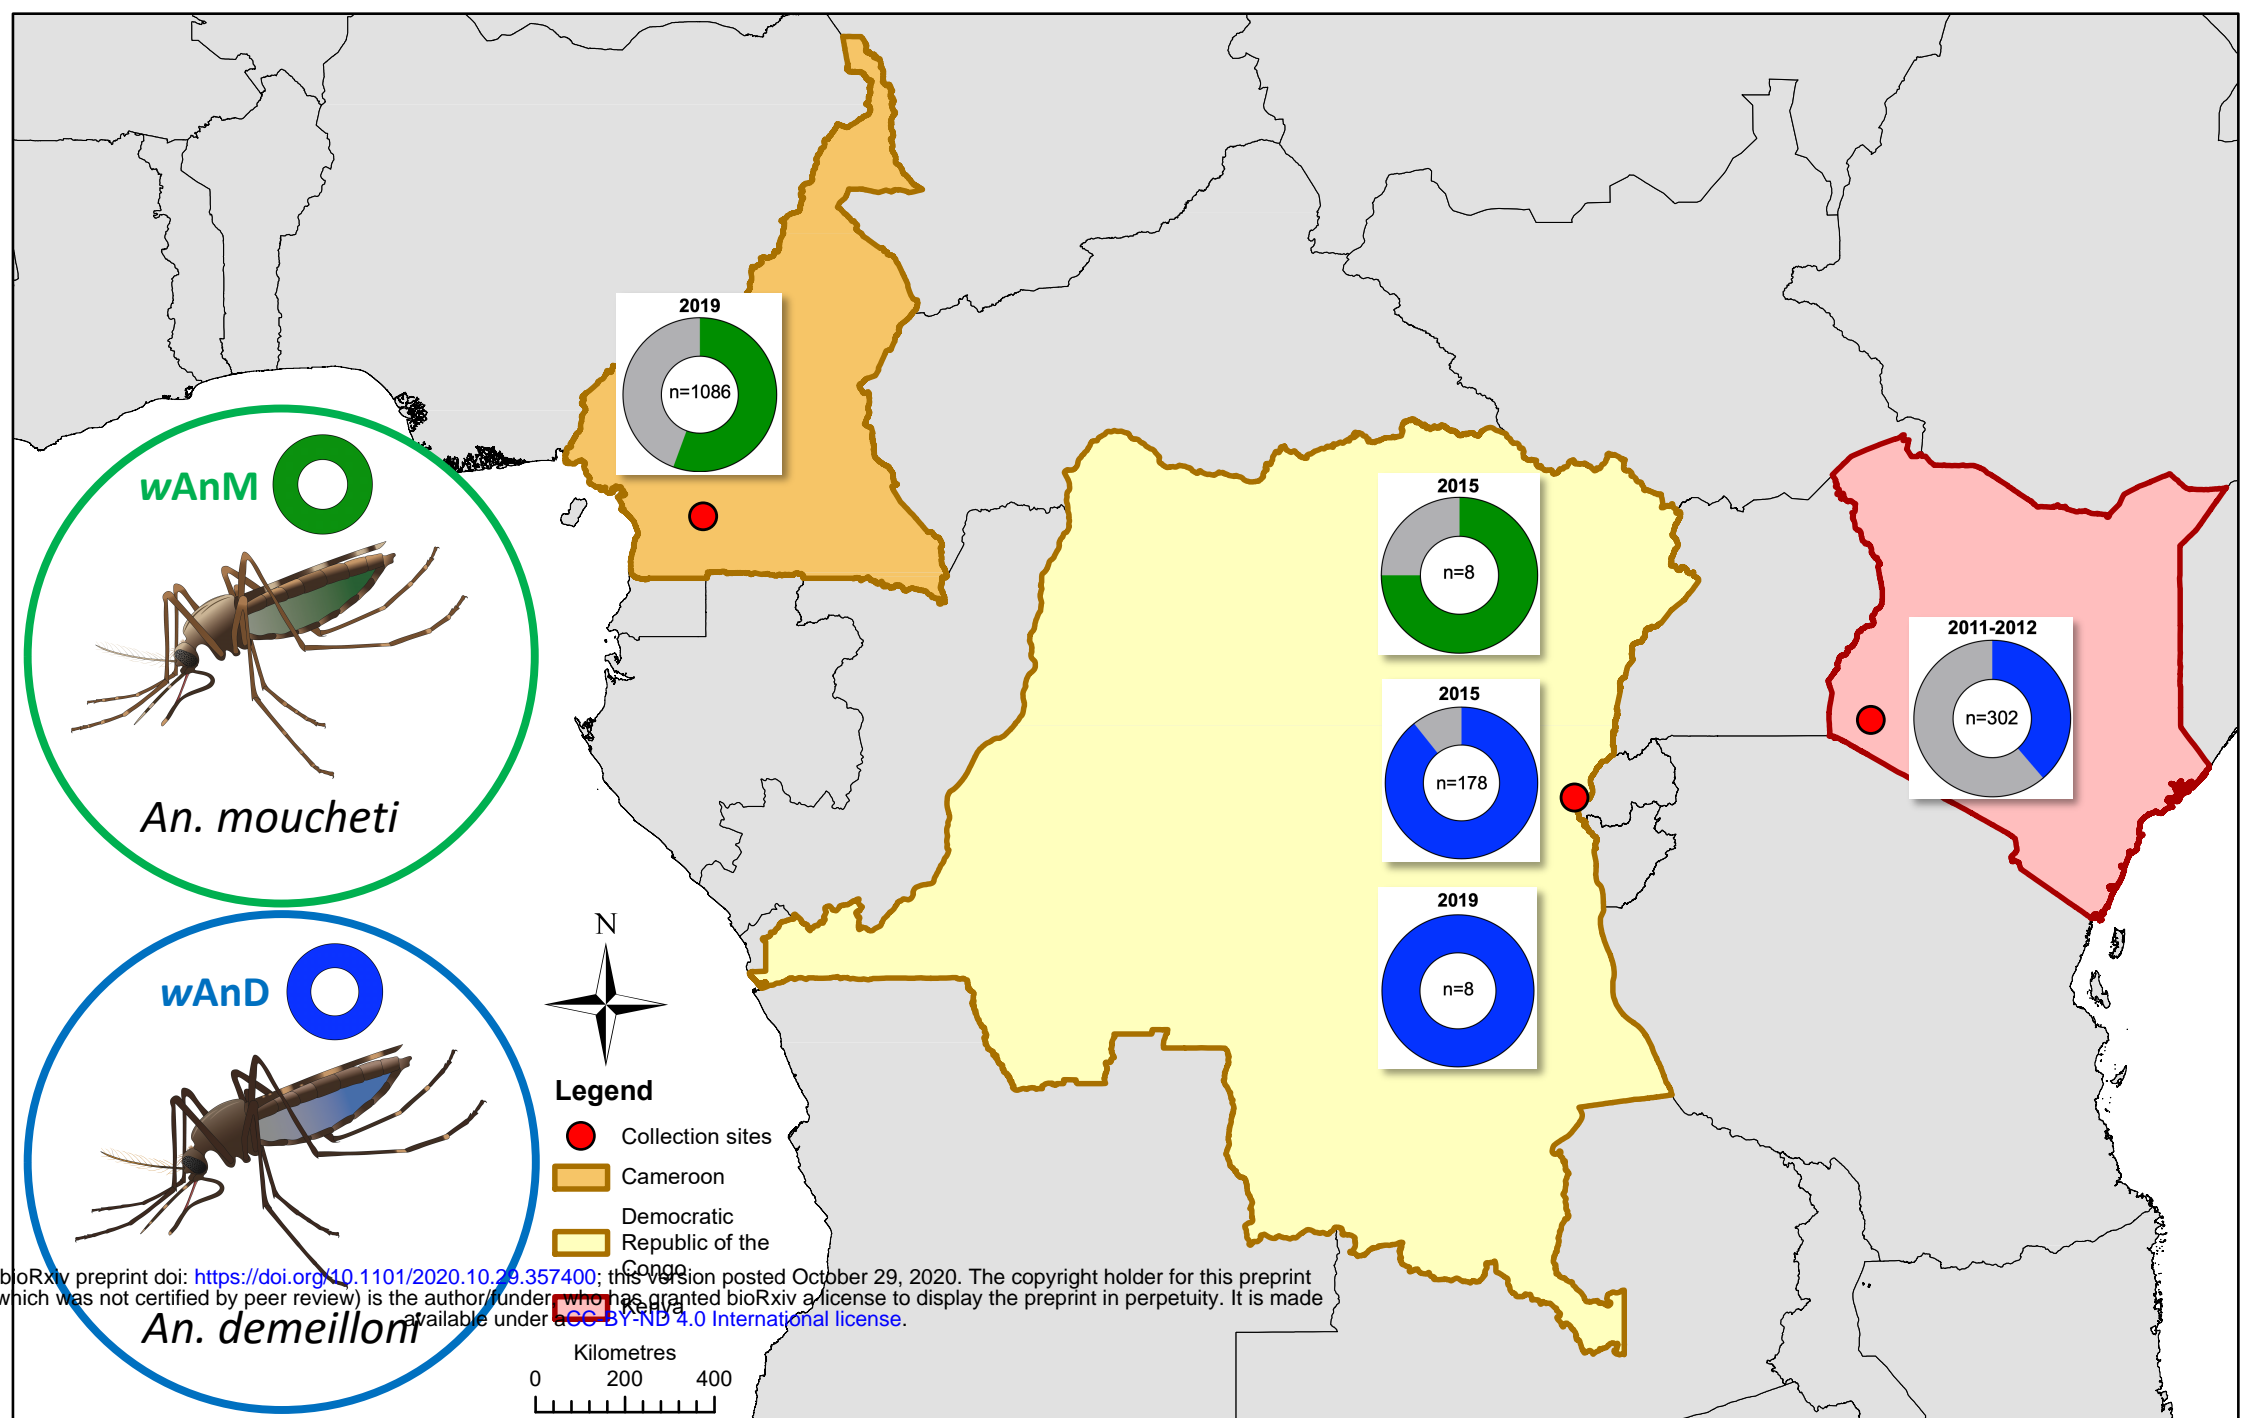 2019
n=1086
wAnM
An. moucheti
2015
n=8
2015
n=178
2019
n=8
2011-2012
n=302
wAnD
An. demeilloni
N
Legend
Collection sites
Cameroon
Democratic
Republic of the
Congo
Kenya
bioRxiv preprint doi: https://doi.org/10.1101/2020.10.29.357400; this version posted October 29, 2020. The copyright holder for this preprint
which was not certified by peer review) is the author/funder, who has granted bioRxiv a license to display the preprint in perpetuity. It is made
available under aCC-BY-ND 4.0 International license.
Kilometres
0 200 400